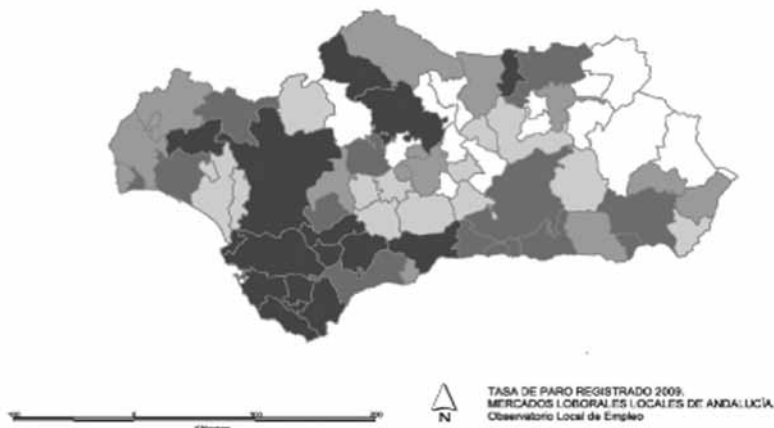 N
TASA DE PARO REGISTRADO 2009.
MERCADOS LOBORALES LOCALES DE ANDALUCÍA.
Observatorio Local de Empleo